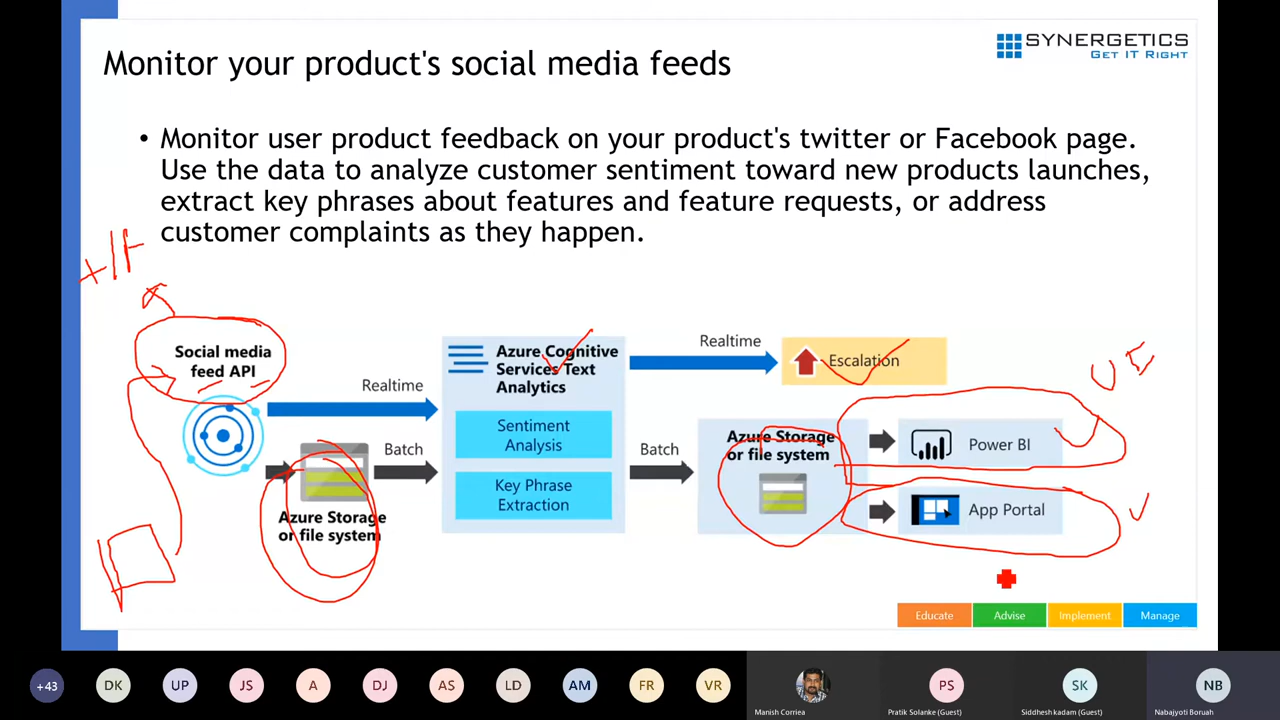 SYNERGETICS
GET IT RIGHT
Monitor your product's social media feeds
• Monitor user product feedback on your product's twitter or Facebook page.
Use the data to analyze customer sentiment toward new products launches,
extract key phrases about features and feature requests, or address
customer complaints as they happen.
Social media
feed API
Realtime
Batch
Azure Storage
or file system
Azure Cognitive
Services Text
Analytics
Sentiment
Analysis
Key Phrase
Extraction
Realtime
Escalation
Batch
Azure Storage
or file system
Power BI
App Portal
Educate
Advise
Implement
Manage
+43
DK
UP
JS
A
DJ
AS
LD
AM
FR
VR
Manish Corriea
PS
Pratik Solanke (Guest)
SK
Siddhesh kadam (Guest)
NB
Nabajyoti Boruah